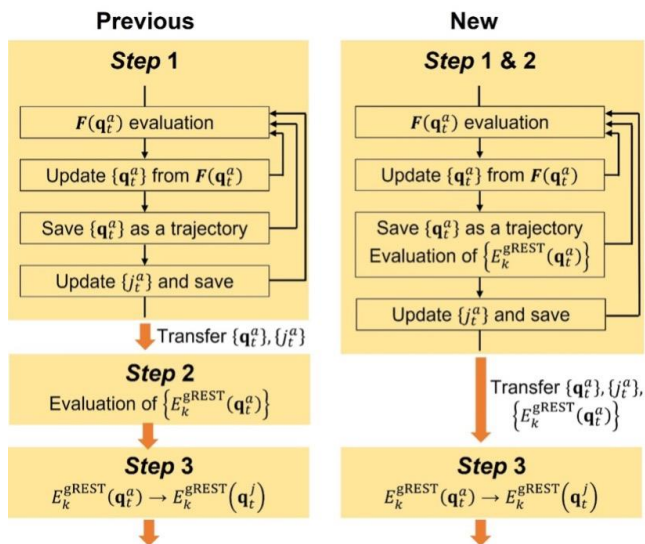 Previous
Step 1
F(q_t^a) evaluation
Update {q_t^a} from F(q_t^a)
Save {q_t^a} as a trajectory
Update {j_t^a} and save
Transfer {q_t^a}, {j_t^a}
Step 2
Evaluation of {E_k^gREST(q_t^a)}
Step 3
E_k^gREST(q_t^a) → E_k^gREST(q_t^j)
New
Step 1 & 2
F(q_t^a) evaluation
Update {q_t^a} from F(q_t^a)
Save {q_t^a} as a trajectory
Evaluation of {E_k^gREST(q_t^a)}
Update {j_t^a} and save
Transfer {q_t^a}, {j_t^a},
{E_k^gREST(q_t^a)}
Step 3
E_k^gREST(q_t^a) → E_k^gREST(q_t^j)